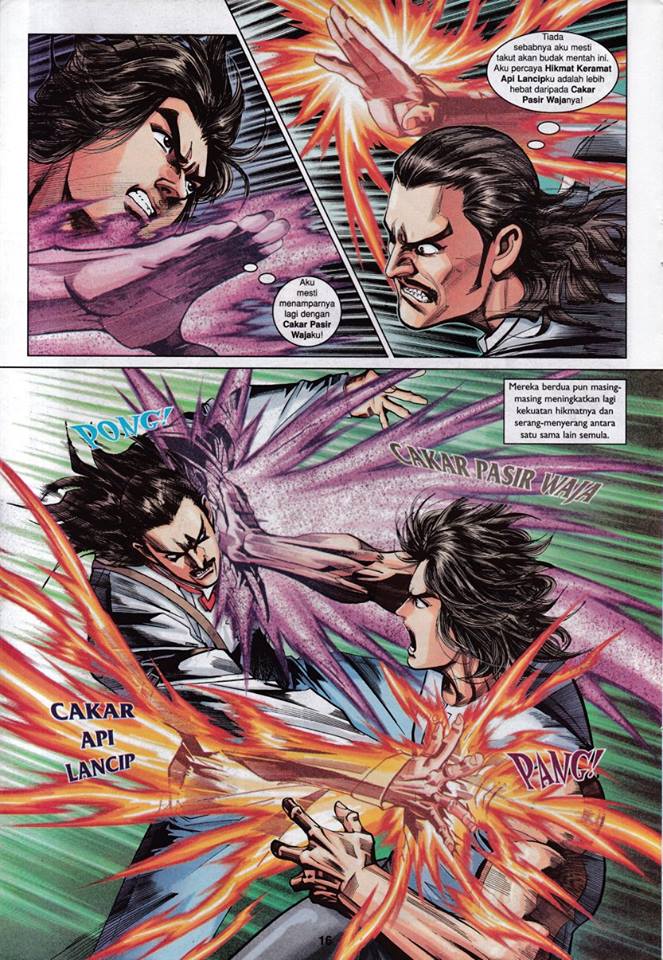 Aku
mesti
menamparnya
lagi dengan
Cakar Pasir
Wajaku!
Tiada
sebabnya aku mesti
takut akan budak mentah ini.
Aku percaya Hikmat Keramat
Api Lancipku adalah lebih
hebat daripada Cakar
Pasir Wajanya!
Mereka berdua pun masing-
masing meningkatkan lagi
kekuatan hikmatnya dan
serang-menyerang antara
satu sama lain semula.
PONG!
CAKAR PASIR WAJA
CAKAR
API
LANCIP
PANG!
16